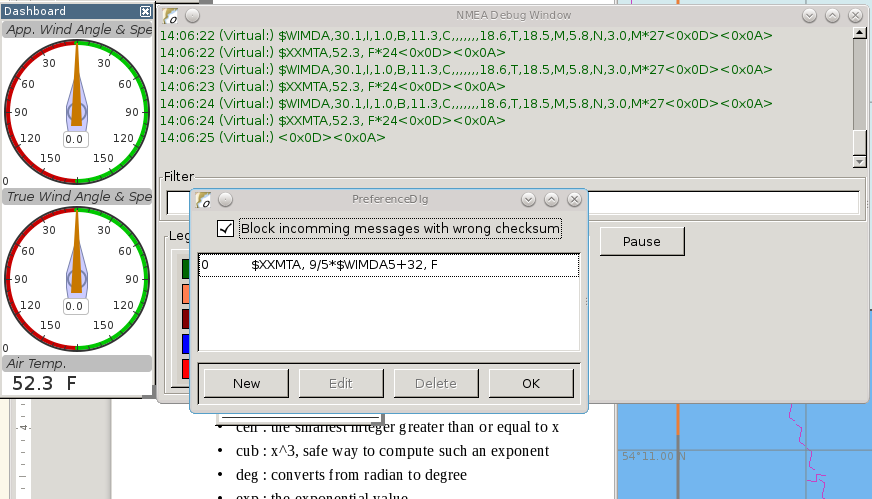 Dashboard
App. Wind Angle & Spe
30 30
60 60
90 90
120 120
0.0
150 150
0
True Wind Angle & Spe
30 30
60 60
90 90
120 120
0.0
150 150
0
Air Temp.
52.3 F
NMEA Debug Window
14:06:22 (Virtual:) $WIMDA,30.1,I,1.0,B,11.3,C,,,,,,,18.6,T,18.5,M,5.8,N,3.0,M*27<0x0D><0x0A>
14:06:22 (Virtual:) $XXMTA,52.3, F*24<0x0D><0x0A>
14:06:23 (Virtual:) $WIMDA,30.1,I,1.0,B,11.3,C,,,,,,,18.6,T,18.5,M,5.8,N,3.0,M*27<0x0D><0x0A>
14:06:23 (Virtual:) $XXMTA,52.3, F*24<0x0D><0x0A>
14:06:24 (Virtual:) $WIMDA,30.1,I,1.0,B,11.3,C,,,,,,,18.6,T,18.5,M,5.8,N,3.0,M*27<0x0D><0x0A>
14:06:24 (Virtual:) $XXMTA,52.3, F*24<0x0D><0x0A>
14:06:25 (Virtual:) <0x0D><0x0A>
Filter
Leg
Pause
PreferenceDlg
Block incomming messages with wrong checksum
0 $XXMTA, 9/5*$WIMDA5+32, F
New Edit Delete OK
• ceil : the smallest integer greater than or equal to x
• cub : x^3, safe way to compute such an exponent
• deg : converts from radian to degree
• exp : the exponential value
4
54°11.00 N